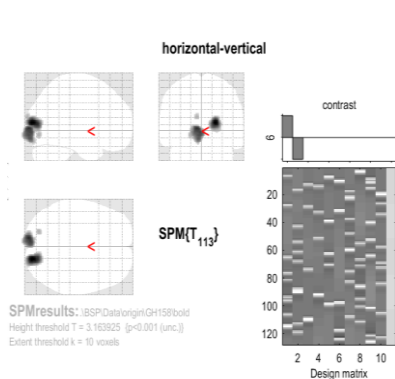 horizontal-vertical
contrast
6
<
<
<
SPM{T113}
20
40
60
80
100
120
2 4 6 8 10
Design matrix
SPMresults: .\BSP\Data\origin\GH158\bold
Height threshold T = 3.163925 {p<0.001 (unc.)}
Extent threshold k = 10 voxels